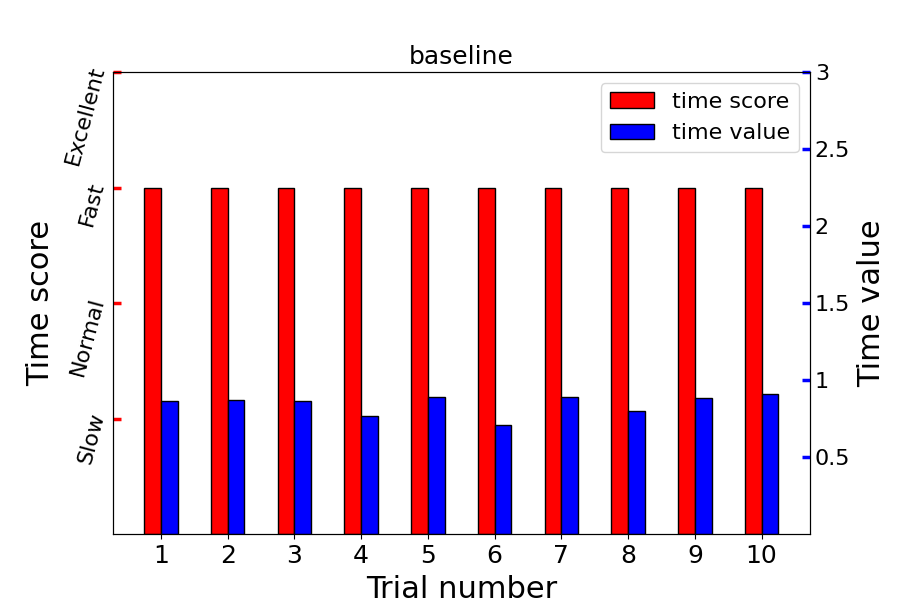 baseline
time score
time value
Time score
Excellent
Fast
Normal
Slow
3
2.5
2
1.5
1
0.5
Time value
1 2 3 4 5 6 7 8 9 10
Trial number